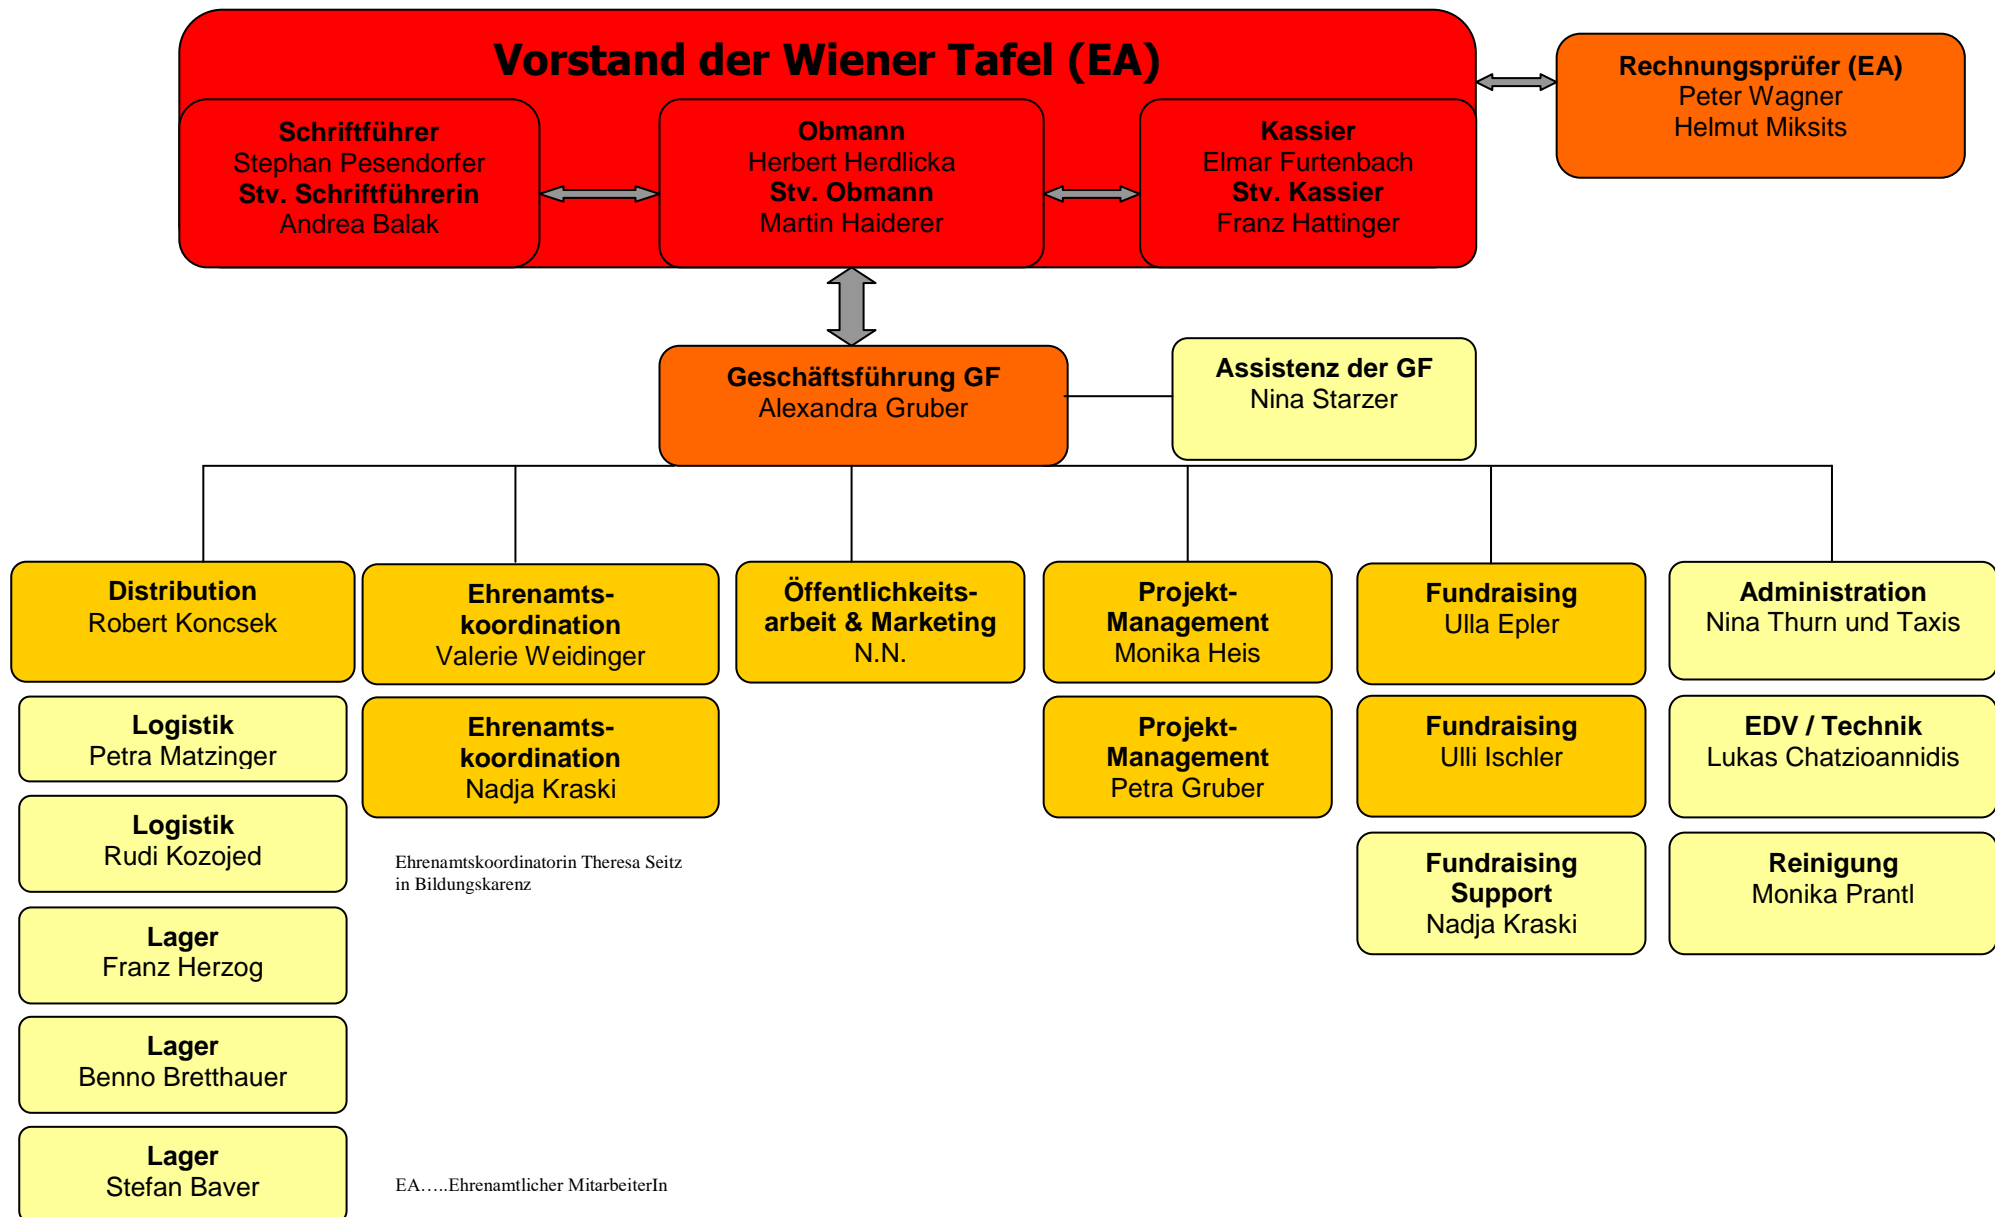 Vorstand der Wiener Tafel (EA)
Schriftführer
Stephan Pesendorfer
Stv. Schriftführerin
Andrea Balak
Obmann
Herbert Herdlicka
Stv. Obmann
Martin Haiderer
Kassier
Elmar Furtenbach
Stv. Kassier
Franz Hattinger
Rechnungsprüfer (EA)
Peter Wagner
Helmut Miksits
Geschäftsführung GF
Alexandra Gruber
Assistenz der GF
Nina Starzer
Distribution
Robert Koncsek
Logistik
Petra Matzinger
Logistik
Rudi Kozojed
Lager
Franz Herzog
Lager
Benno Bretthauer
Lager
Stefan Baver
Ehrenamts-
koordination
Valerie Weidinger
Ehrenamts-
koordination
Nadja Kraski
Ehrenamtskoordinatorin Theresa Seitz
in Bildungskarenz
EA…..Ehrenamtlicher MitarbeiterIn
Öffentlichkeits-
arbeit & Marketing
N.N.
Projekt-
Management
Monika Heis
Projekt-
Management
Petra Gruber
Fundraising
Ulla Epler
Fundraising
Ulli Ischler
Fundraising
Support
Nadja Kraski
Administration
Nina Thurn und Taxis
EDV / Technik
Lukas Chatzioannidis
Reinigung
Monika Prantl